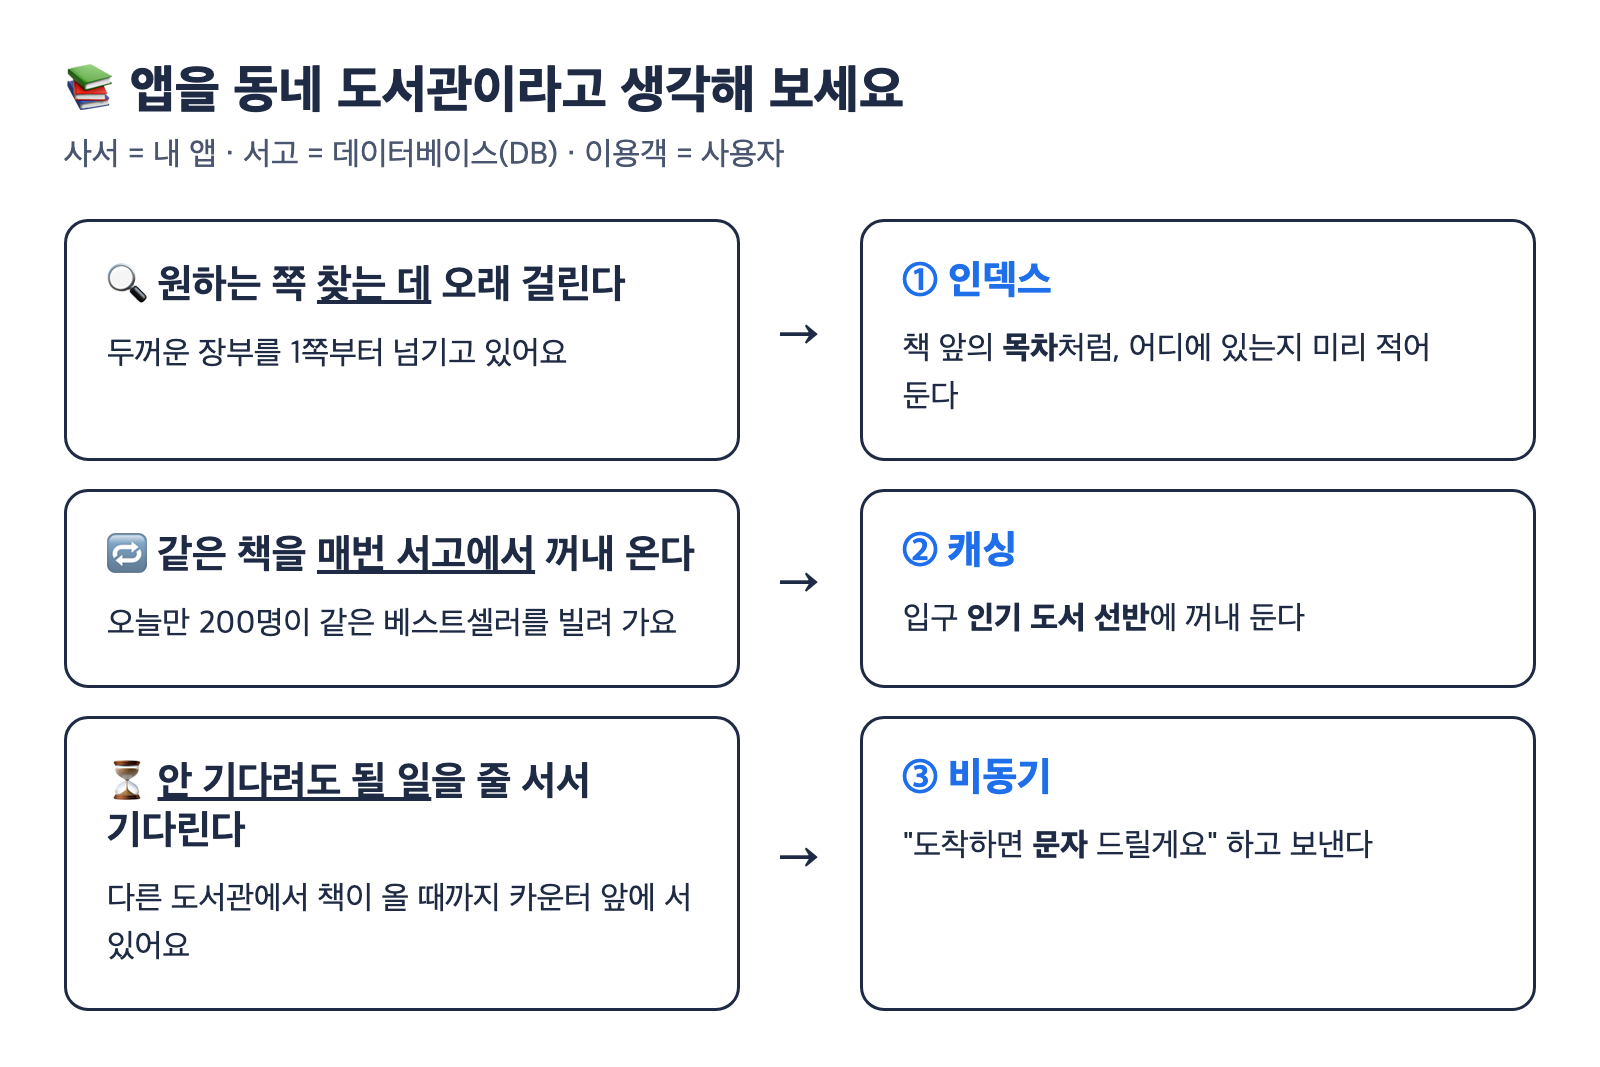 📚 앱을 동네 도서관이라고 생각해 보세요
사서 = 내 앱 · 서고 = 데이터베이스(DB) · 이용객 = 사용자
🔍 원하는 쪽 찾는 데 오래 걸린다
두꺼운 장부를 1쪽부터 넘기고 있어요
→
① 인덱스
책 앞의 목차처럼, 어디에 있는지 미리 적어
둔다
🔁 같은 책을 매번 서고에서 꺼내 온다
오늘만 200명이 같은 베스트셀러를 빌려 가요
→
② 캐싱
입구 인기 도서 선반에 꺼내 둔다
⏳ 안 기다려도 될 일을 줄 서서
기다린다
다른 도서관에서 책이 올 때까지 카운터 앞에 서
있어요
→
③ 비동기
"도착하면 문자 드릴게요" 하고 보낸다